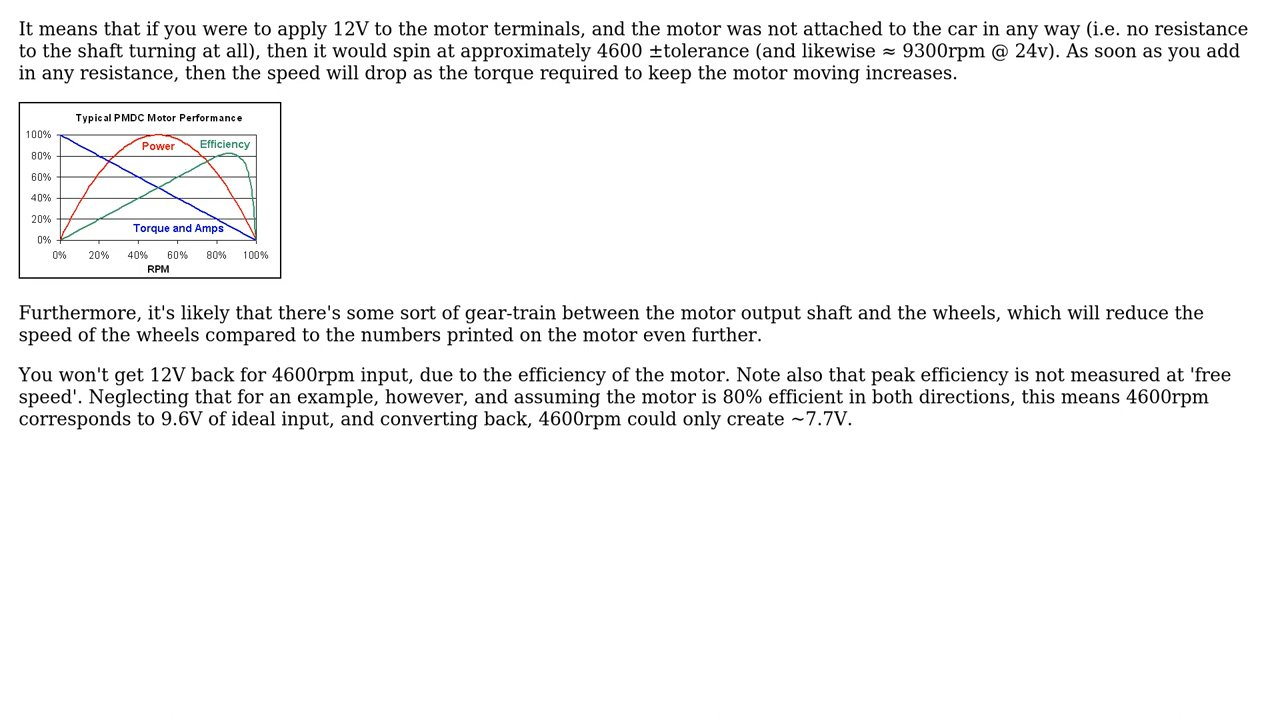 It means that if you were to apply 12V to the motor terminals, and the motor was not attached to the car in any way (i.e. no resistance
to the shaft turning at all), then it would spin at approximately 4600 ±tolerance (and likewise ≈ 9300rpm @ 24v). As soon as you add
in any resistance, then the speed will drop as the torque required to keep the motor moving increases.
Typical PMDC Motor Performance
100%
80%
60%
40%
20%
0%
Power
Efficiency
Torque and Amps
0% 20% 40% 60% 80% 100%
RPM
Furthermore, it's likely that there's some sort of gear-train between the motor output shaft and the wheels, which will reduce the
speed of the wheels compared to the numbers printed on the motor even further.
You won't get 12V back for 4600rpm input, due to the efficiency of the motor. Note also that peak efficiency is not measured at 'free
speed'. Neglecting that for an example, however, and assuming the motor is 80% efficient in both directions, this means 4600rpm
corresponds to 9.6V of ideal input, and converting back, 4600rpm could only create ~7.7V.